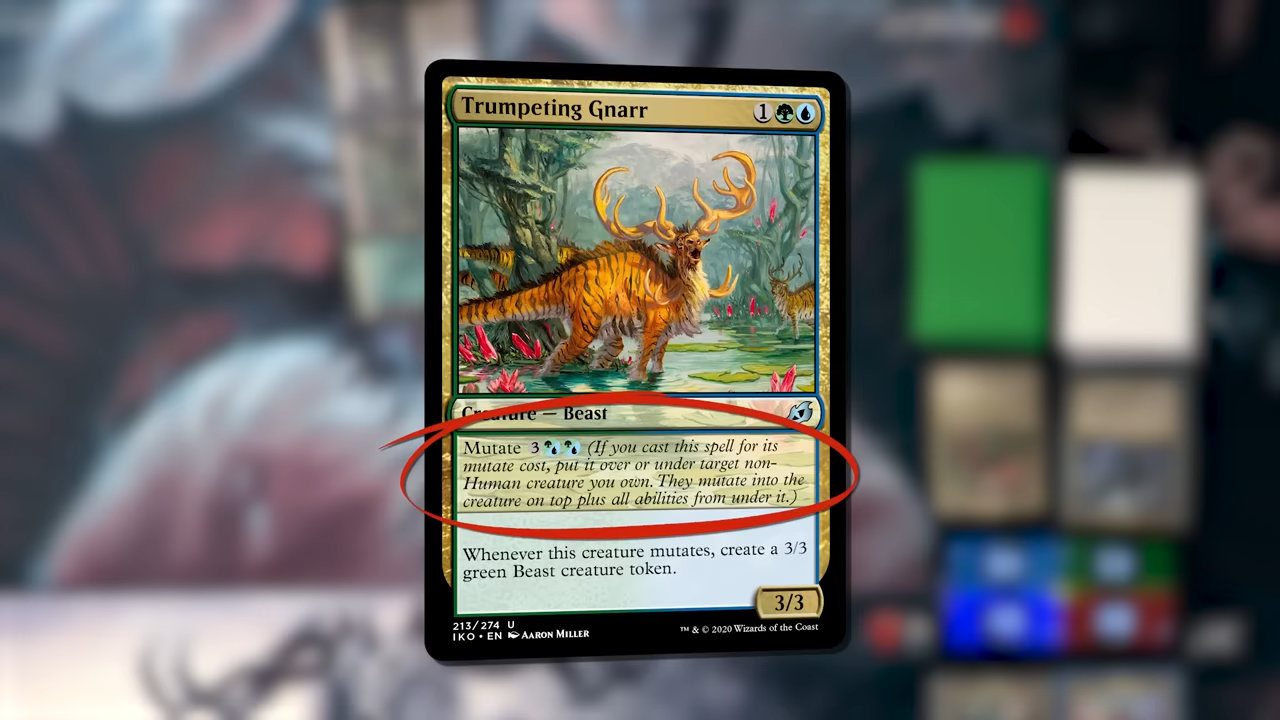 Trumpeting Gnarr 1
Creature — Beast
Mutate 3 (If you cast this spell for its
mutate cost, put it over or under target non-
Human creature you own. They mutate into the
creature on top plus all abilities from under it.)
Whenever this creature mutates, create a 3/3
green Beast creature token.
3/3
213/274 U
IKO • EN AARON MILLER
™ & © 2020 Wizards of the Coast